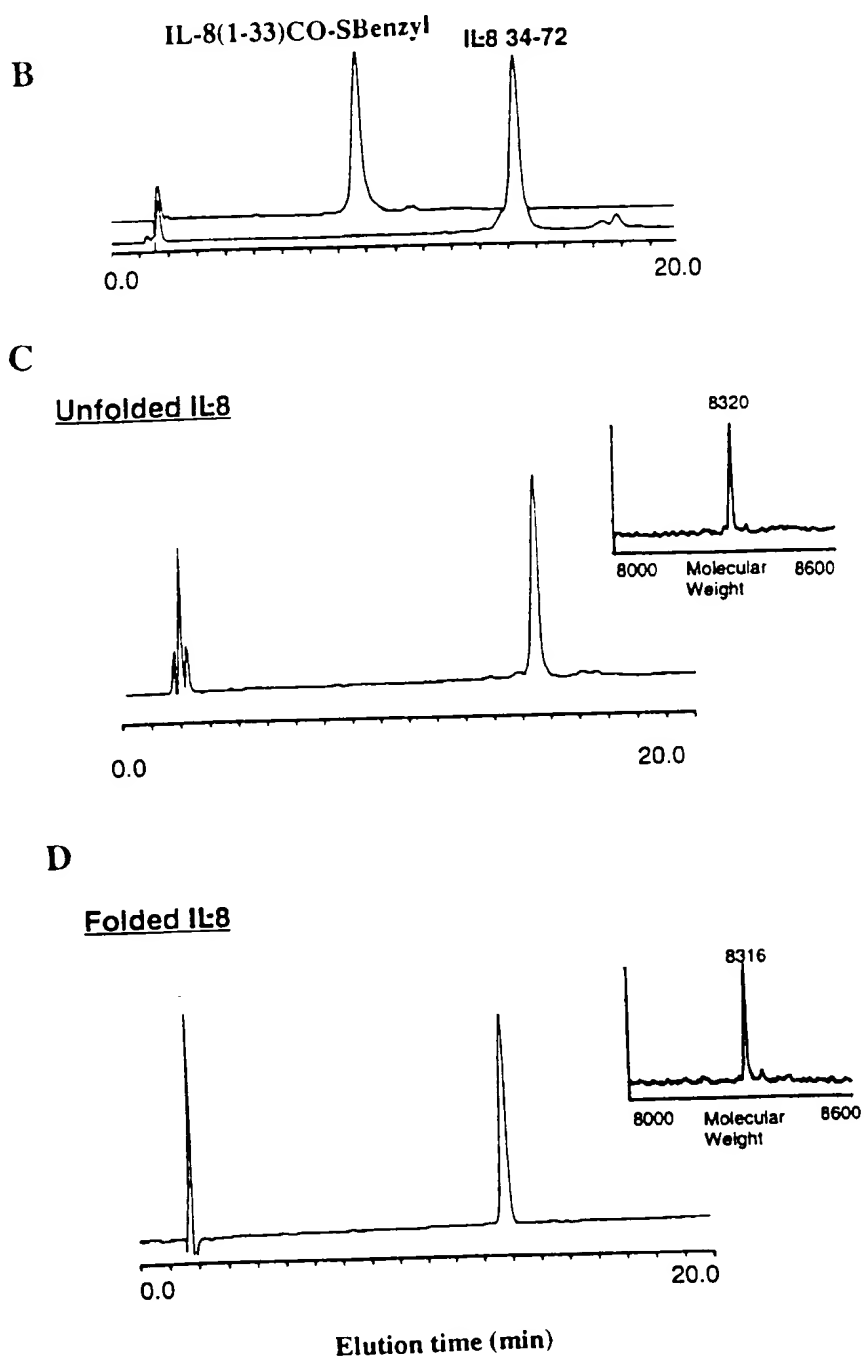 B
IL-8(1-33)CO-SBenzyl
IL-8 34-72
0.0
20.0
C
Unfolded IL-8
8320
8000
Molecular
Weight
8600
0.0
20.0
D
Folded IL-8
8316
8000
Molecular
Weight
8600
0.0
20.0
Elution time (min)